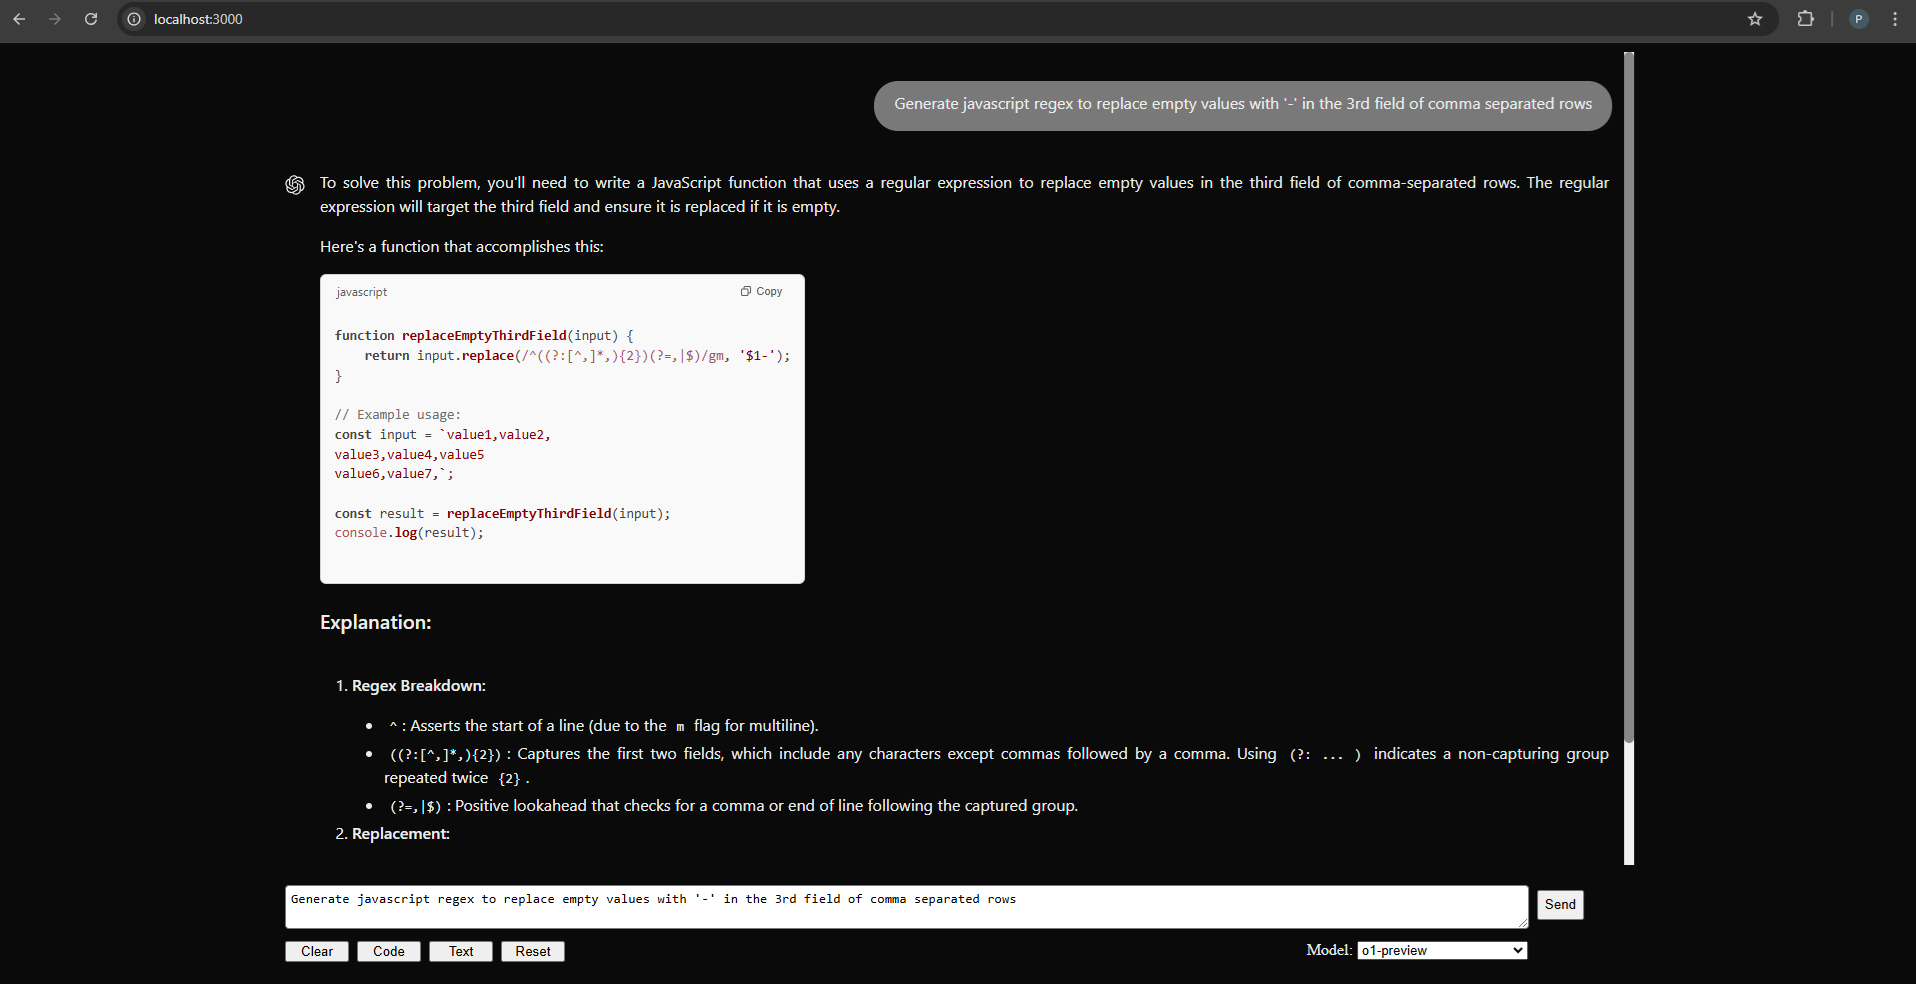 localhost:3000
P
Generate javascript regex to replace empty values with '-' in the 3rd field of comma separated rows
To solve this problem, you'll need to write a JavaScript function that uses a regular expression to replace empty values in the third field of comma-separated rows. The regular
expression will target the third field and ensure it is replaced if it is empty.
Here's a function that accomplishes this:
javascript
Copy
function replaceEmptyThirdField(input) {
    return input.replace(/^((?:[^,]*,){2})(?=,|$)/gm, '$1-');
}
// Example usage:
const input = `value1,value2,
value3,value4,value5
value6,value7,`;
const result = replaceEmptyThirdField(input);
console.log(result);
Explanation:
1. Regex Breakdown:
• ^ : Asserts the start of a line (due to the m flag for multiline).
• ((?:[^,]*,){2}) : Captures the first two fields, which include any characters except commas followed by a comma. Using (?: ... ) indicates a non-capturing group
repeated twice {2} .
• (?=,|$) : Positive lookahead that checks for a comma or end of line following the captured group.
2. Replacement:
Generate javascript regex to replace empty values with '-' in the 3rd field of comma separated rows
Send
Clear
Code
Text
Reset
Model: o1-preview